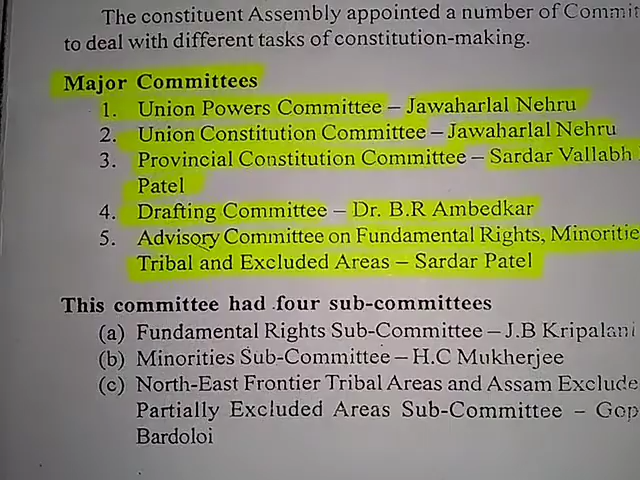 The constituent Assembly appointed a number of
to deal with different tasks of constitution-making.
Major Committees
1. Union Powers Committee – Jawaharlal Nehru
2. Union Constitution Committee – Jawaharlal Nehru
3. Provincial Constitution Committee – Sardar Vallabh
Patel
4. Drafting Committee – Dr. B.R Ambedkar
5. Advisory Committee on Fundamental Rights,
Tribal and Excluded Areas – Sardar Patel
This committee had four sub-committees
(a) Fundamental Rights Sub-Committee – J.B Kripalani
(b) Minorities Sub-Committee – H.C Mukherjee
(c) North-East Frontier Tribal Areas and Assam
Partially Excluded Areas Sub-Committee –
Bardoloi